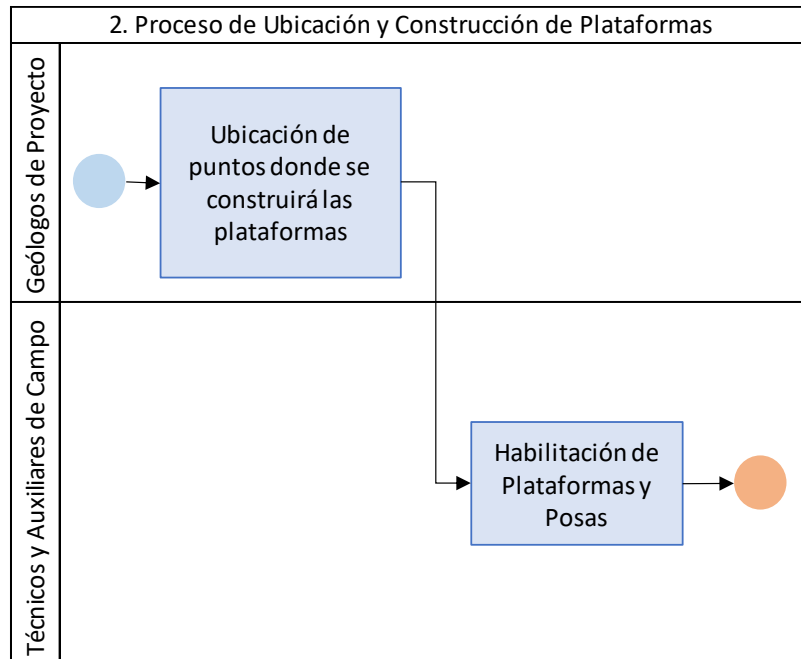 2. Proceso de Ubicación y Construcción de Plataformas
Geólogos de Proyecto
Ubicación de
puntos donde se
construirá las
plataformas
Técnicos y Auxiliares de Campo
Habilitación de
Plataformas y
Posas